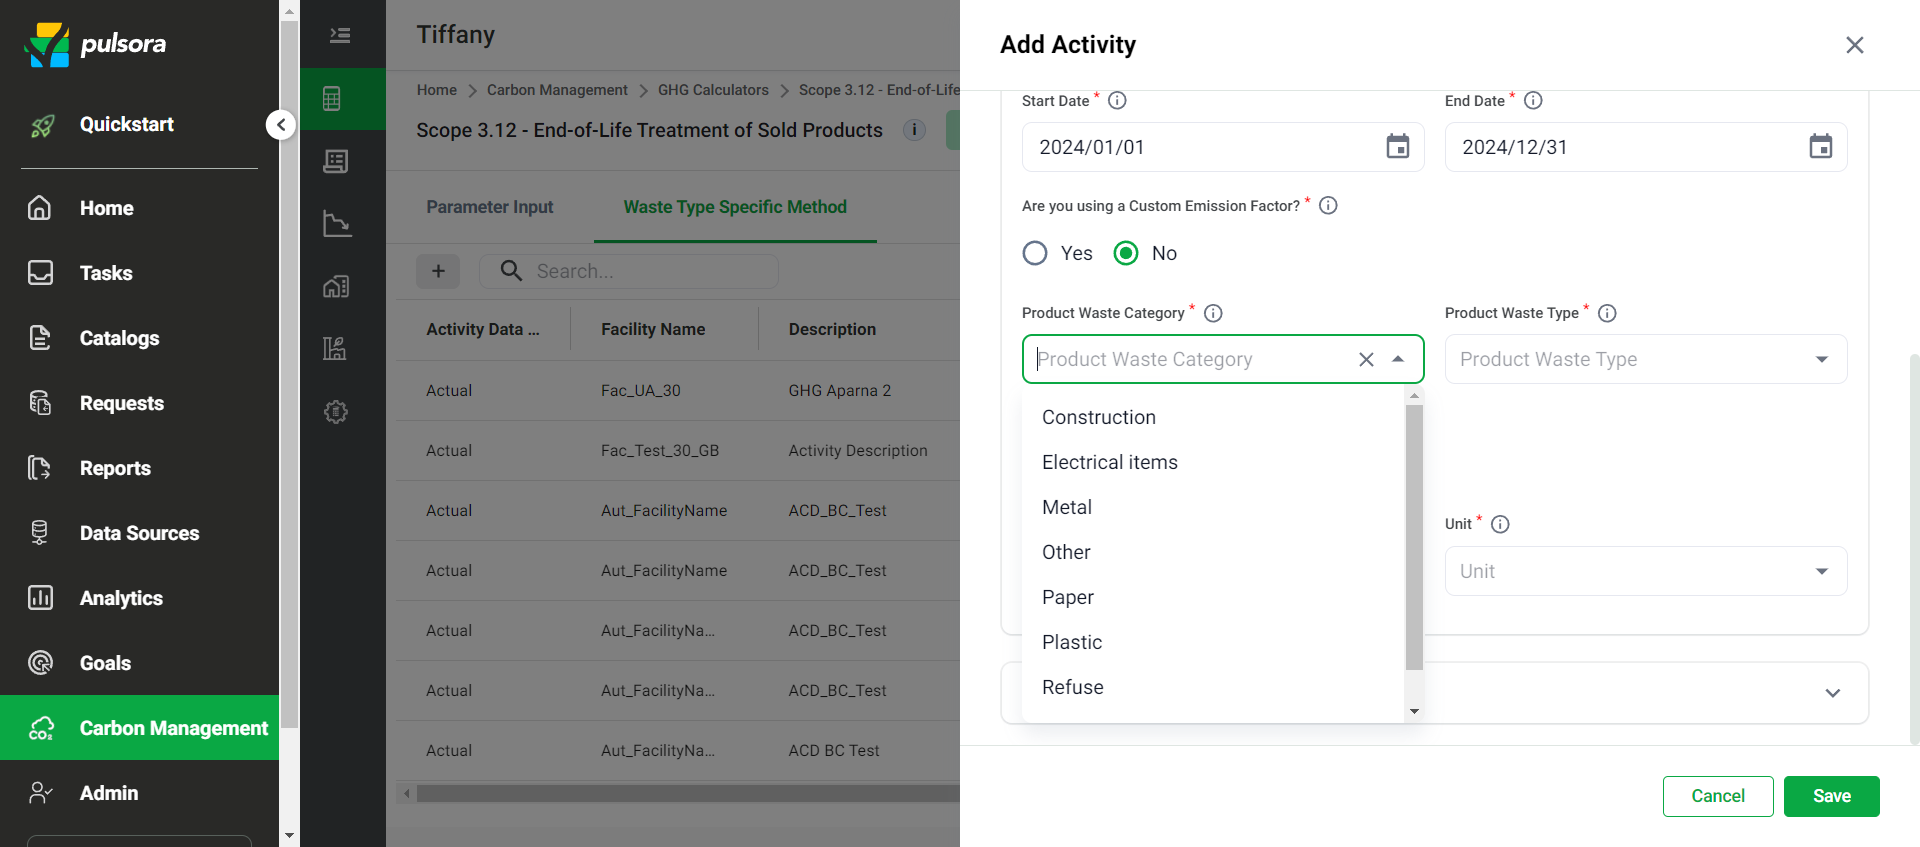 pulsora
Quickstart
Home
Tasks
Catalogs
Requests
Reports
Data Sources
Analytics
Goals
CO₂
Carbon Management
Admin
Tiffany
Home > Carbon Management > GHG Calculators > Scope 3.12 - End-of-Life
Scope 3.12 - End-of-Life Treatment of Sold Products i
Parameter Input Waste Type Specific Method
+ Search...
Activity Data ... Facility Name Description
Actual Fac_UA_30 GHG Aparna 2
Actual Fac_Test_30_GB Activity Description
Actual Aut_FacilityName ACD_BC_Test
Actual Aut_FacilityName ACD_BC_Test
Actual Aut_FacilityNa... ACD_BC_Test
Actual Aut_FacilityNa... ACD_BC_Test
Actual Aut_FacilityNa... ACD BC Test
Add Activity
Start Date * End Date *
2024/01/01 2024/12/31
Are you using a Custom Emission Factor? *
Yes No
Product Waste Category * Product Waste Type *
Product Waste Category Product Waste Type
Construction
Electrical items
Metal
Other
Paper
Plastic
Refuse
Unit *
Unit
Cancel Save